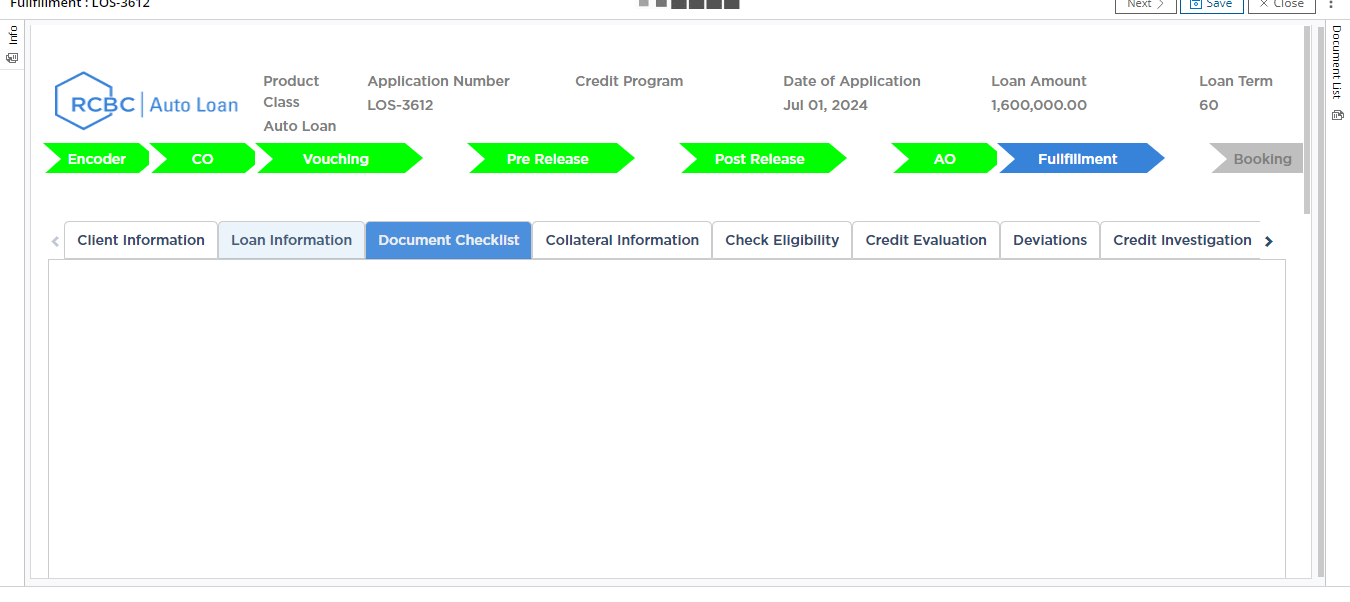 Fullfillment : LOS-3612
Next Save Close
Info
Document List
RCBC Auto Loan
Product Class
Auto Loan
Application Number
LOS-3612
Credit Program
Date of Application
Jul 01, 2024
Loan Amount
1,600,000.00
Loan Term
60
Encoder CO Vouching Pre Release Post Release AO Fullfillment Booking
Client Information Loan Information Document Checklist Collateral Information Check Eligibility Credit Evaluation Deviations Credit Investigation